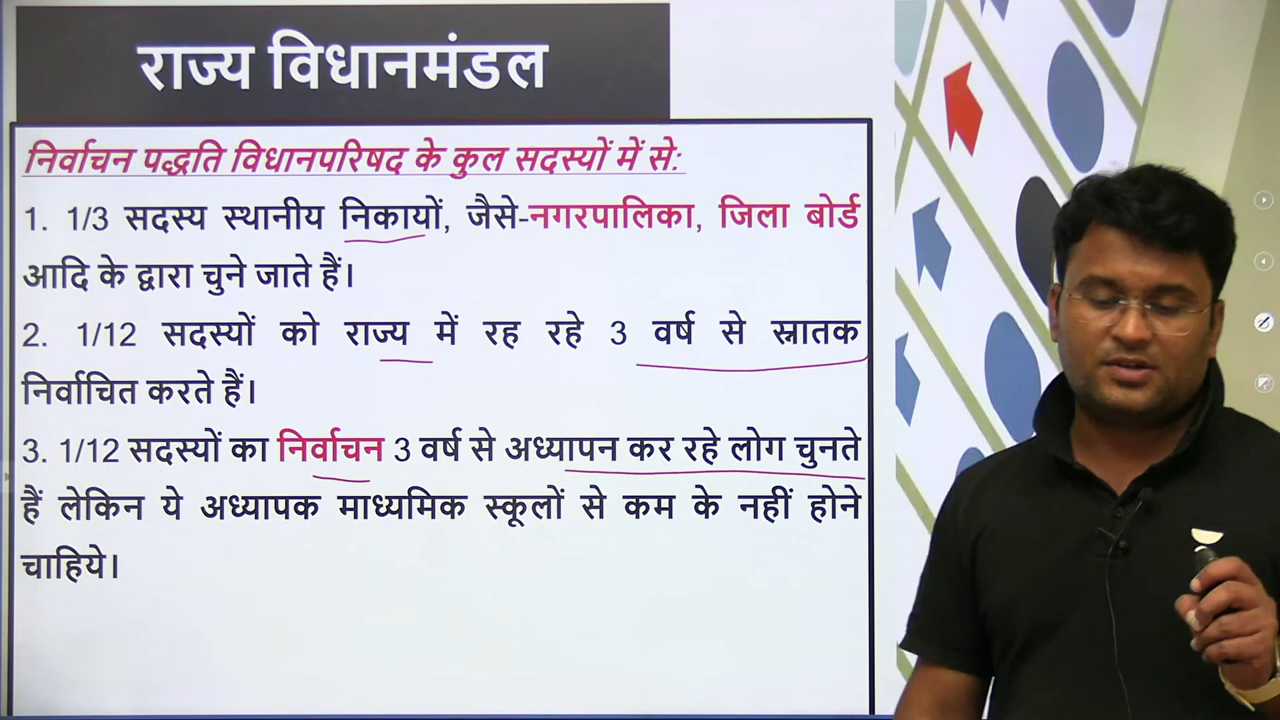 राज्य विधानमंडल
निर्वाचन पद्धति विधानपरिषद के कुल सदस्यों में से:
1. 1/3 सदस्य स्थानीय निकायों, जैसे-नगरपालिका, जिला बोर्ड
आदि के द्वारा चुने जाते हैं।
2. 1/12 सदस्यों को राज्य में रह रहे 3 वर्ष से स्नातक
निर्वाचित करते हैं।
3. 1/12 सदस्यों का निर्वाचन 3 वर्ष से अध्यापन कर रहे लोग चुनते
हैं लेकिन ये अध्यापक माध्यमिक स्कूलों से कम के नहीं होने
चाहिये।